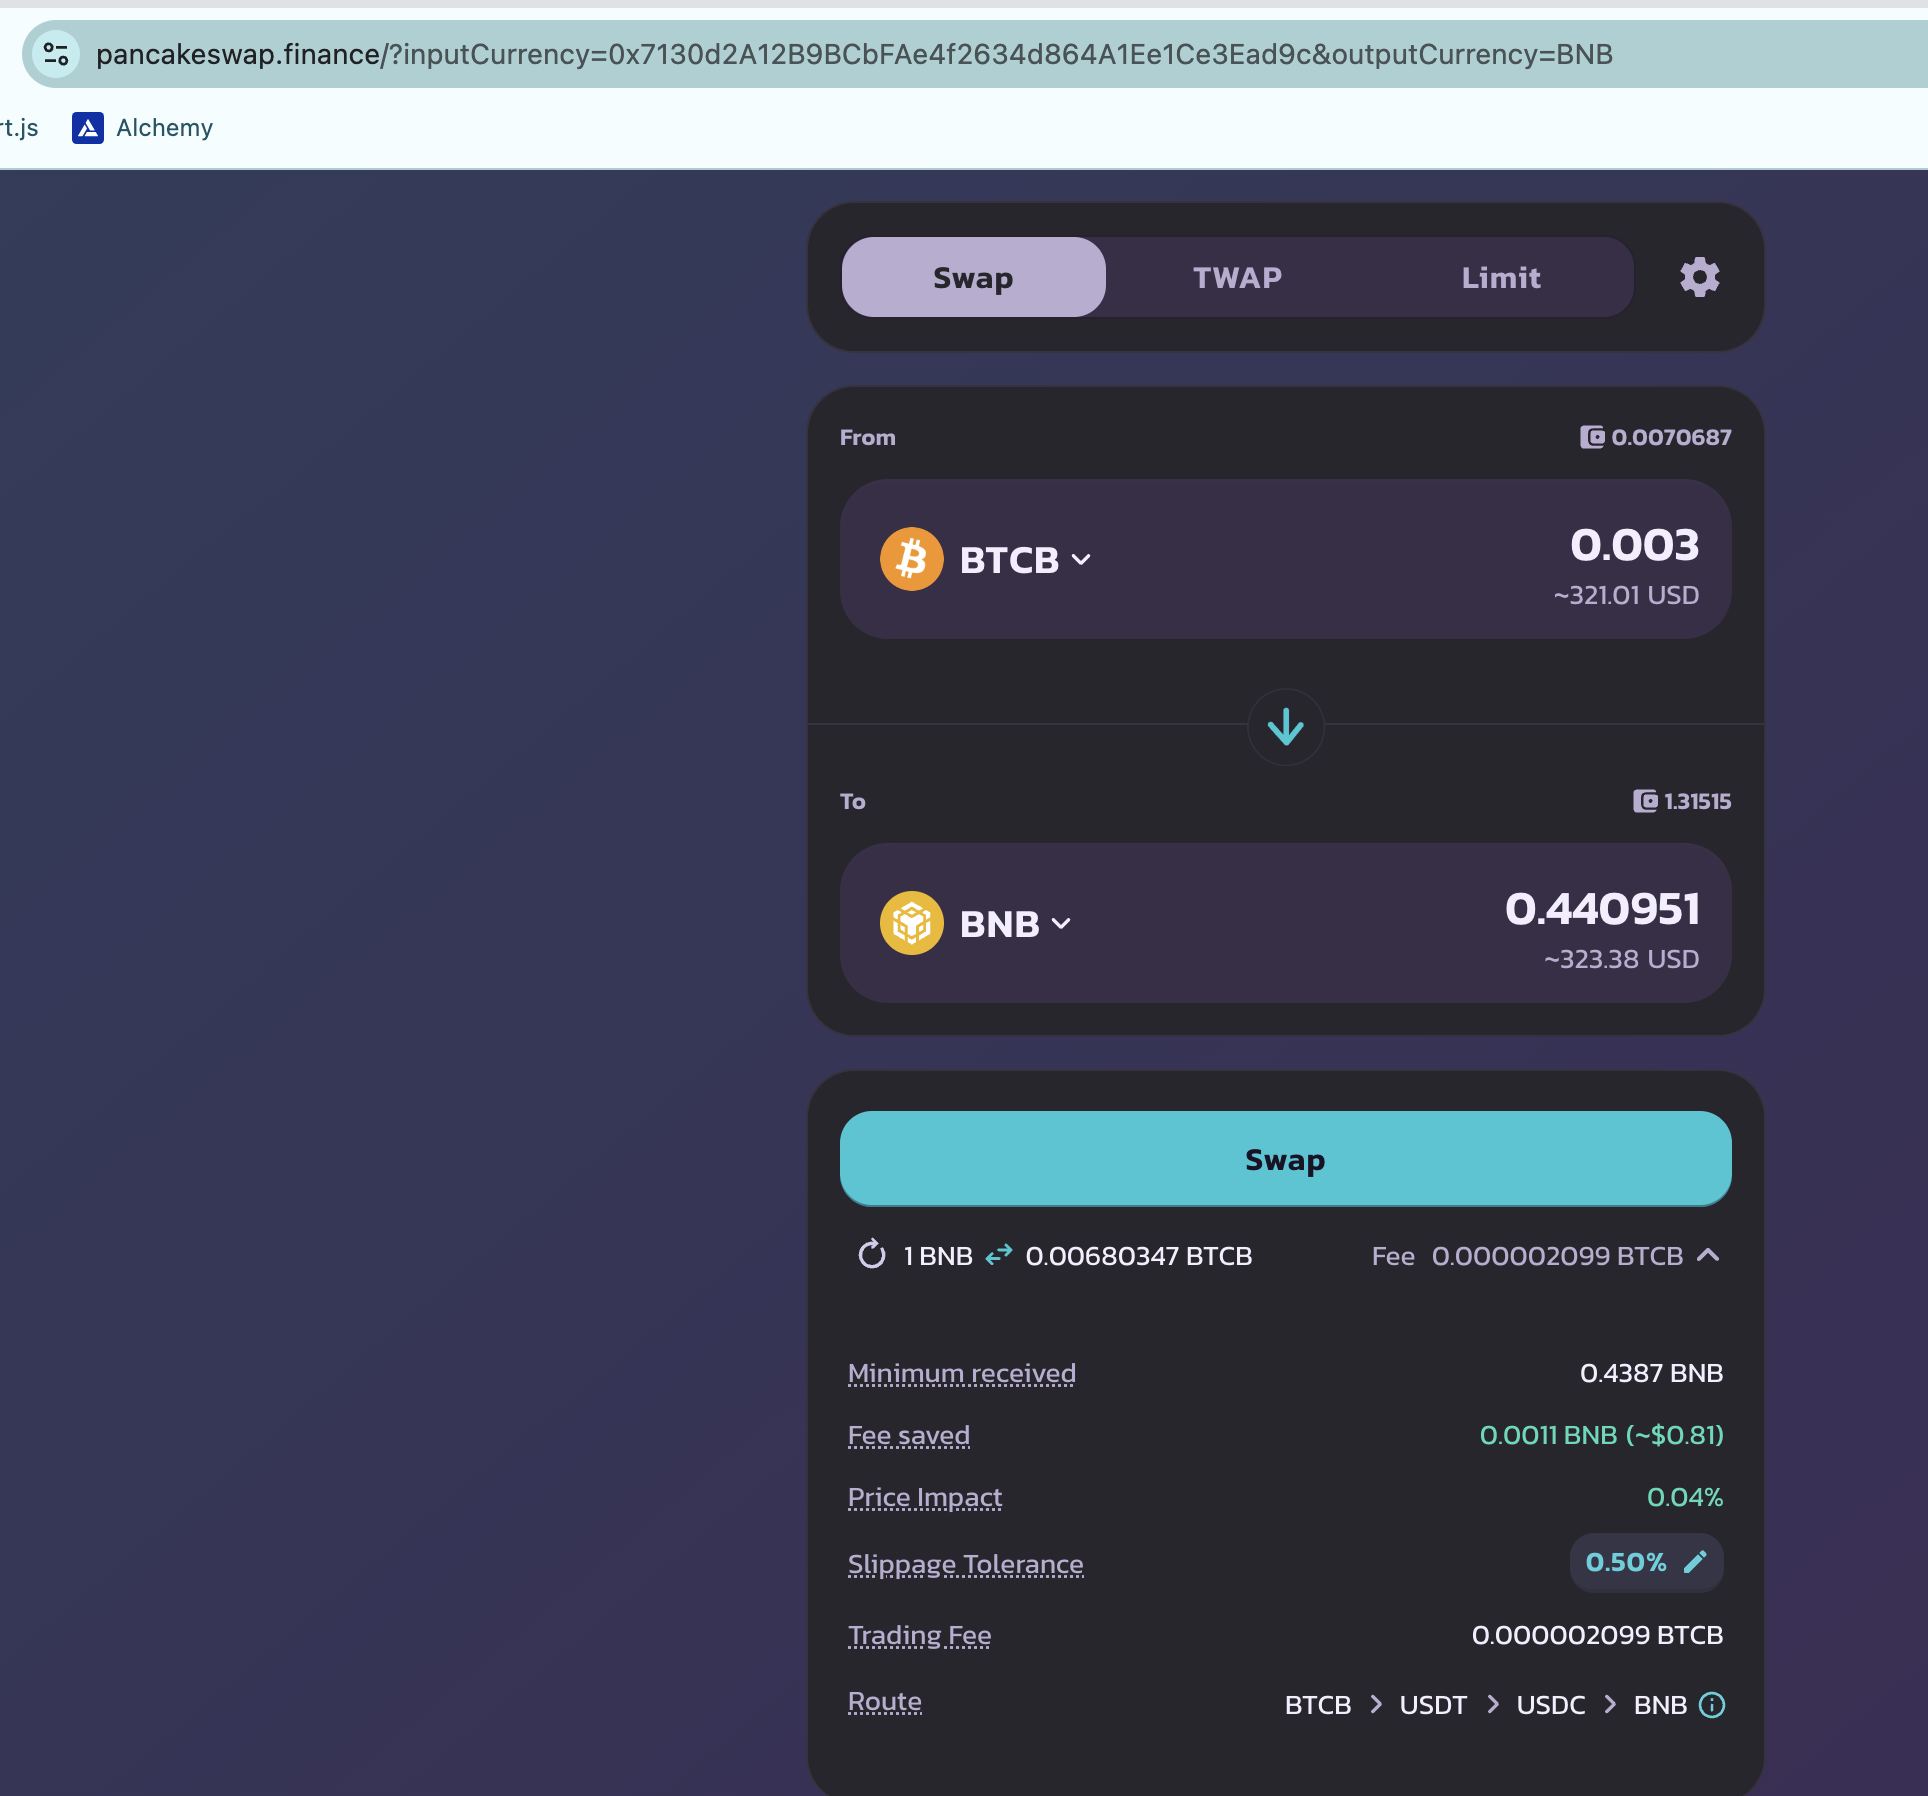 pancakeswap.finance/?inputCurrency=0x7130d2A12B9BCbFAe4f2634d864A1Ee1Ce3Ead9c&outputCurrency=BNB
rt.js Alchemy
Swap TWAP Limit
From 0.0070687
BTCB 0.003
~321.01 USD
To 1.31515
BNB 0.440951
~323.38 USD
Swap
1 BNB 0.00680347 BTCB Fee 0.000002099 BTCB
Minimum received 0.4387 BNB
Fee saved 0.0011 BNB (~$0.81)
Price Impact 0.04%
Slippage Tolerance 0.50%
Trading Fee 0.000002099 BTCB
Route BTCB > USDT > USDC > BNB